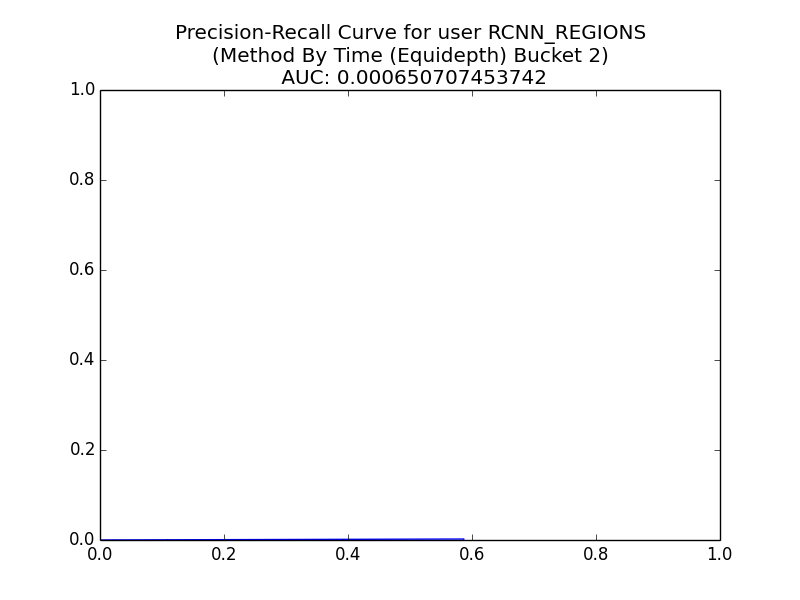 Precision-Recall Curve for user RCNN_REGIONS
(Method By Time (Equidepth) Bucket 2)
AUC: 0.000650707453742
1.0
0.8
0.6
0.4
0.2
0.0
0.0 0.2 0.4 0.6 0.8 1.0